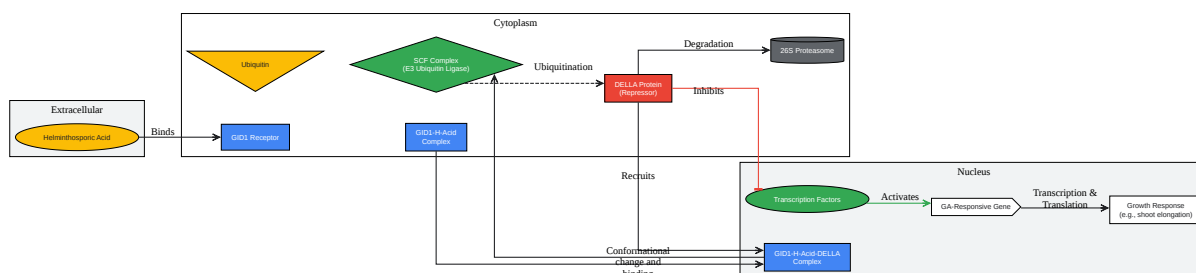 Cytoplasm
Ubiquitin
SCF Complex
(E3 Ubiquitin Ligase)
Ubiquitination
Degradation
26S Proteasome
DELLA Protein
(Repressor)
Inhibits
Extracellular
Helminthosporic Acid
Binds
GID1 Receptor
GID1-H-Acid
Complex
Recruits
Nucleus
Transcription Factors
Activates
GA-Responsive Gene
Transcription &
Translation
Growth Response
(e.g., shoot elongation)
Conformational
change and
binding
GID1-H-Acid-DELLA
Complex